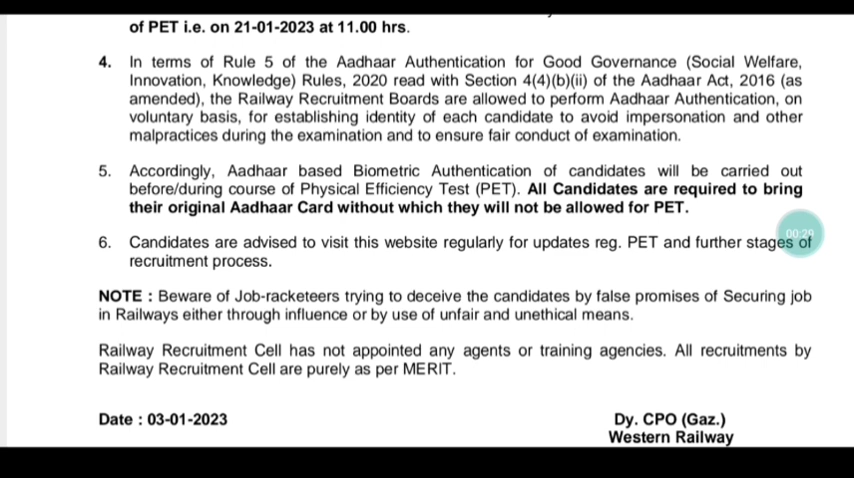 of PET i.e. on 21-01-2023 at 11.00 hrs.
4. In terms of Rule 5 of the Aadhaar Authentication for Good Governance (Social Welfare,
Innovation, Knowledge) Rules, 2020 read with Section 4(4)(b)(ii) of the Aadhaar Act, 2016 (as
amended), the Railway Recruitment Boards are allowed to perform Aadhaar Authentication, on
voluntary basis, for establishing identity of each candidate to avoid impersonation and other
malpractices during the examination and to ensure fair conduct of examination.
5. Accordingly, Aadhaar based Biometric Authentication of candidates will be carried out
before/during course of Physical Efficiency Test (PET). All Candidates are required to bring
their original Aadhaar Card without which they will not be allowed for PET.
00:29
6. Candidates are advised to visit this website regularly for updates reg. PET and further stages of
recruitment process.
NOTE : Beware of Job-racketeers trying to deceive the candidates by false promises of Securing job
in Railways either through influence or by use of unfair and unethical means.
Railway Recruitment Cell has not appointed any agents or training agencies. All recruitments by
Railway Recruitment Cell are purely as per MERIT.
Date : 03-01-2023
Dy. CPO (Gaz.)
Western Railway